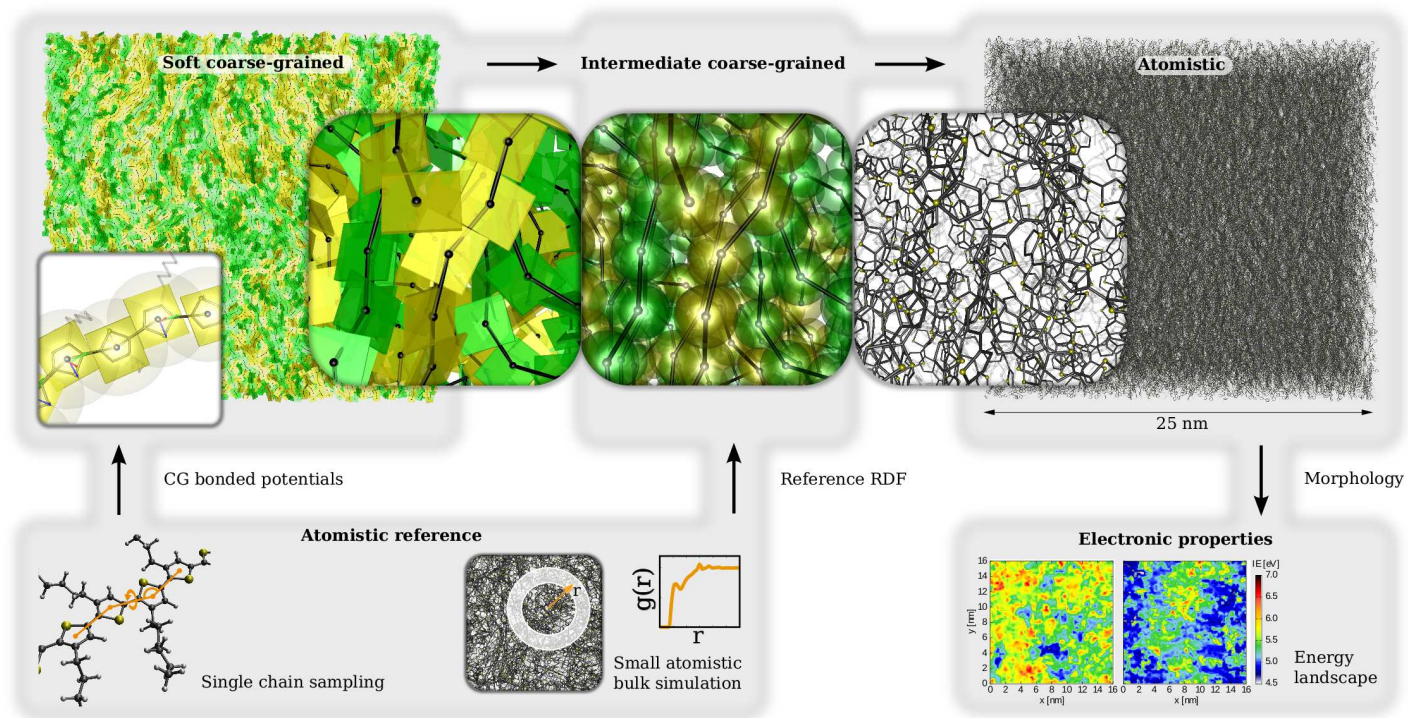 Soft coarse-grained
Intermediate coarse-grained
Atomistic
25 nm
CG bonded potentials
Reference RDF
Morphology
Atomistic reference
Single chain sampling
r
g(r)
r
Small atomistic
bulk simulation
Electronic properties
IE [eV]
16
14
12
10
8
6
4
2
0
y [nm]
0 2 4 6 8 10 12 14 16
x [nm]
0 2 4 6 8 10 12 14 16
x [nm]
7.0
6.5
6.0
5.5
5.0
4.5
Energy
landscape